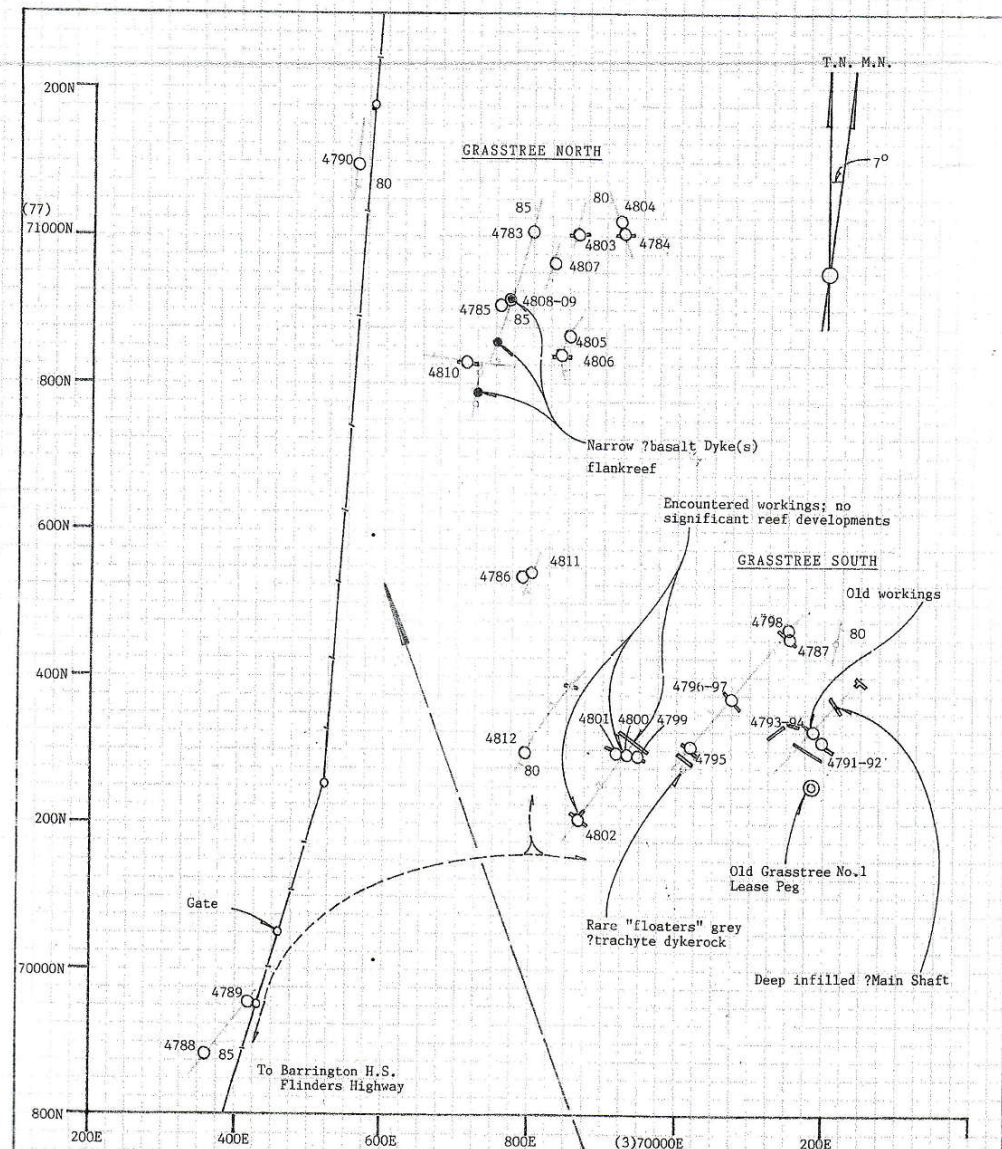 T.N. M.N.
200N
GRASSTREE NORTH
4790
80
7°
80
4804
85
(77)
71000N
4783
4803
4784
4807
4785
4808-09
85
4805
4806
4810
800N
Narrow ?basalt Dyke(s)
flankreef
Encountered workings; no
significant reef developments
600N
GRASSTREE SOUTH
4786
4811
Old workings
4798
80
4787
400N
4796-97
4801
4800
4799
4793-94
4812
4795
4791-92
80
200N
4802
Old Grasstree No.1
Lease Peg
Gate
Rare "floaters" grey
?trachyte dykerock
70000N
Deep infilled ?Main Shaft
4789
4788
85
To Barrington H.S.
Flinders Highway
800N
200E
400E
600E
800E
(3)70000E
200E